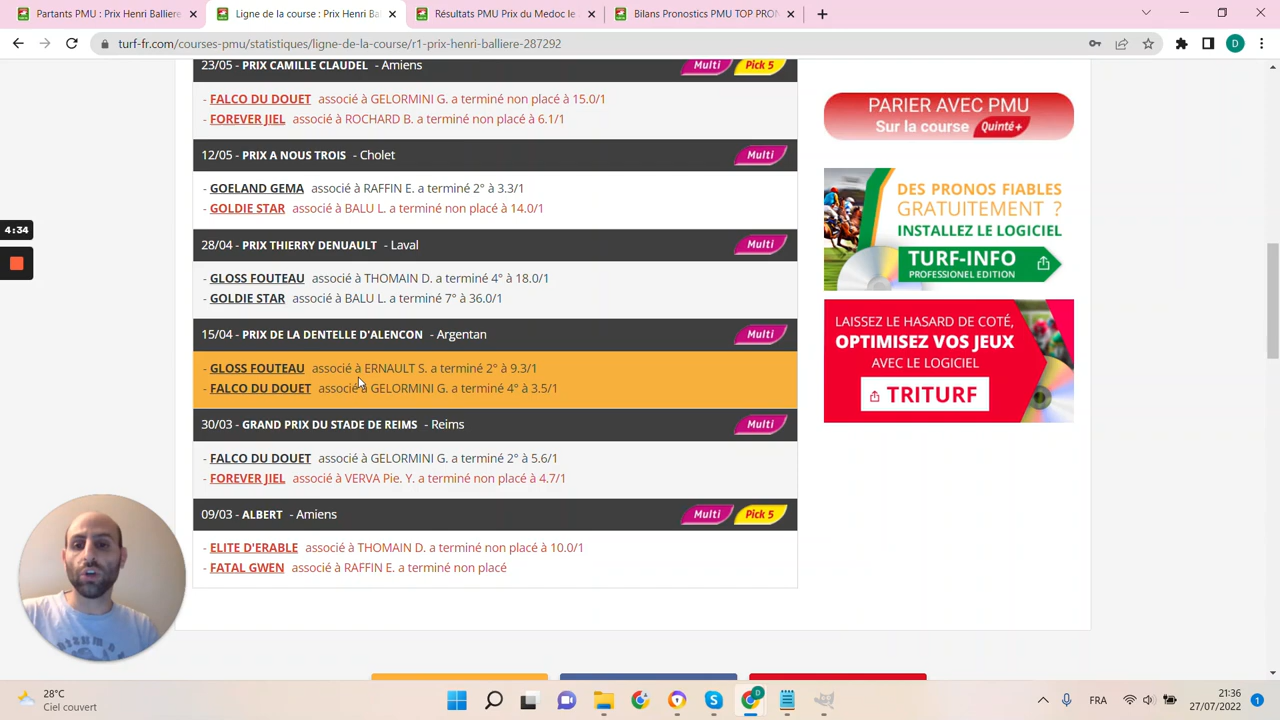 Partants PMU : Prix Henri Balliere
Ligne de la course : Prix Henri Ba
Résultats PMU Prix du Medoc le
Bilans Pronostics PMU TOP PRON
turf-fr.com/courses-pmu/statistiques/ligne-de-la-course/r1-prix-henri-balliere-287292
D
23/05 - PRIX CAMILLE CLAUDEL - Amiens Multi Pick 5
- FALCO DU DOUET associé à GELORMINI G. a terminé non placé à 15.0/1
- FOREVER JIEL associé à ROCHARD B. a terminé non placé à 6.1/1
12/05 - PRIX A NOUS TROIS - Cholet Multi
- GOELAND GEMA associé à RAFFIN E. a terminé 2° à 3.3/1
- GOLDIE STAR associé à BALU L. a terminé non placé à 14.0/1
28/04 - PRIX THIERRY DENUAULT - Laval Multi
- GLOSS FOUTEAU associé à THOMAIN D. a terminé 4° à 18.0/1
- GOLDIE STAR associé à BALU L. a terminé 7° à 36.0/1
15/04 - PRIX DE LA DENTELLE D'ALENCON - Argentan Multi
- GLOSS FOUTEAU associé à ERNAULT S. a terminé 2° à 9.3/1
- FALCO DU DOUET associé à GELORMINI G. a terminé 4° à 3.5/1
30/03 - GRAND PRIX DU STADE DE REIMS - Reims Multi
- FALCO DU DOUET associé à GELORMINI G. a terminé 2° à 5.6/1
- FOREVER JIEL associé à VERVA Pie. Y. a terminé non placé à 4.7/1
09/03 - ALBERT - Amiens Multi Pick 5
- ELITE D'ERABLE associé à THOMAIN D. a terminé non placé à 10.0/1
- FATAL GWEN associé à RAFFIN E. a terminé non placé
PARIER AVEC PMU
Sur la course Quinté+
DES PRONOS FIABLES
GRATUITEMENT ?
INSTALLEZ LE LOGICIEL
TURF-INFO
PROFESSIONEL EDITION
LAISSEZ LE HASARD DE COTÉ,
OPTIMISEZ VOS JEUX
AVEC LE LOGICIEL
TRITURF
4:34
28°C
Ciel couvert
D
FRA
21:36
27/07/2022
1